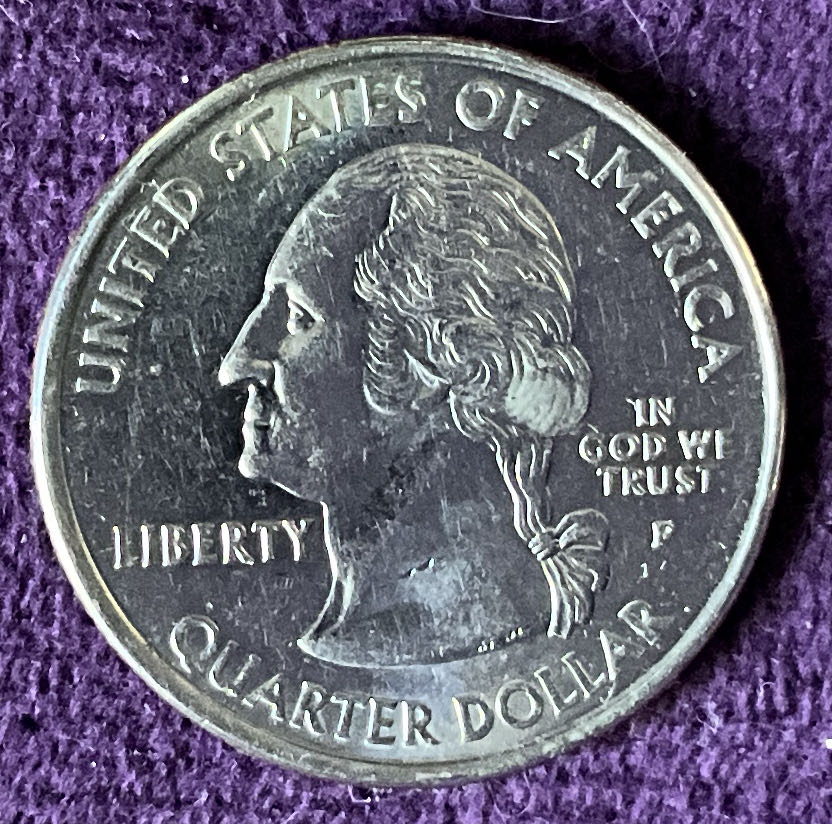 UNITED STATES OF AMERICA
IN
GOD WE
TRUST
LIBERTY
P
QUARTER DOLLAR